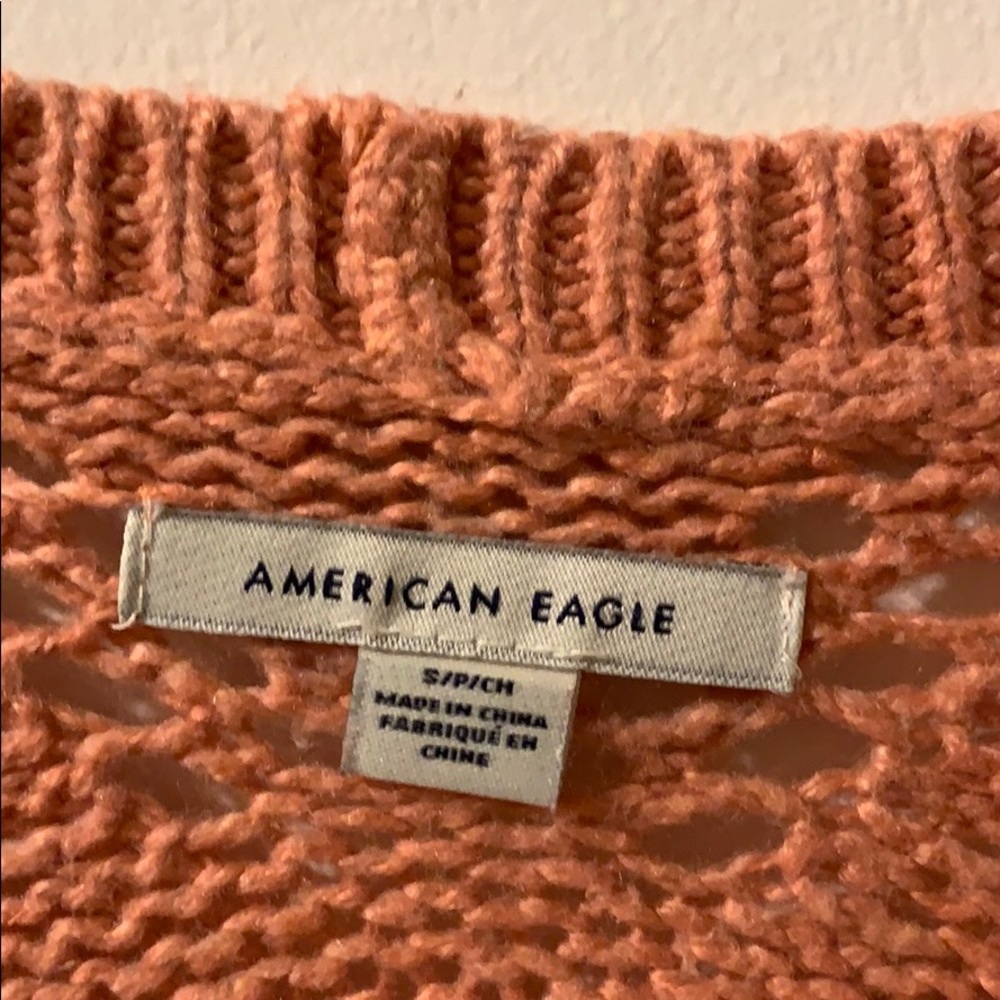 AMERICAN EAGLE
S/P/CH
MADE IN CHINA
FABRIQUÉ EN
CHINE